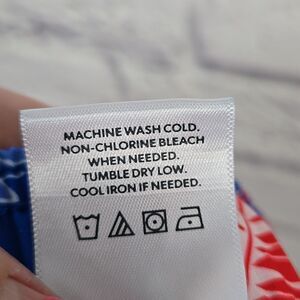 MACHINE WASH COLD.
NON-CHLORINE BLEACH
WHEN NEEDED.
TUMBLE DRY LOW.
COOL IRON IF NEEDED.